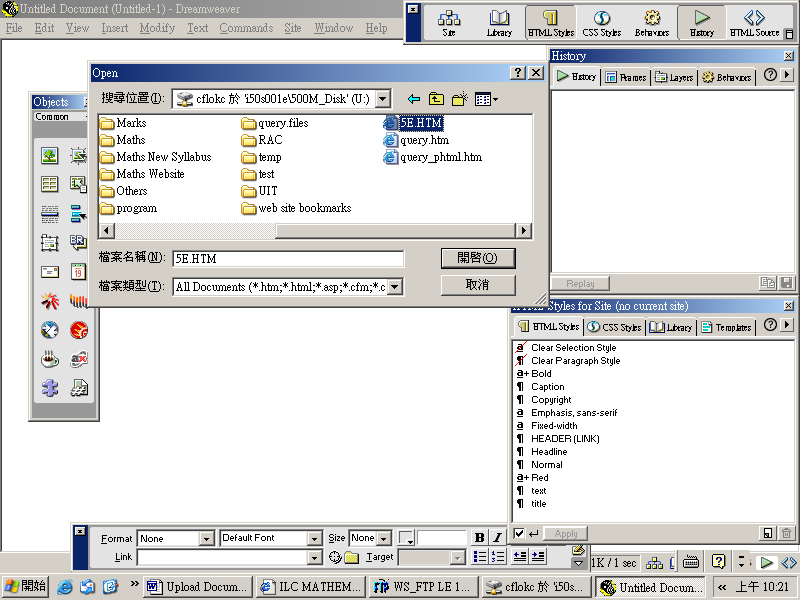 Untitled Document (Untitled-1) - Dreamweaver
File Edit View Insert Modify Text Commands Site Window Help
Site Library HTML Styles CSS Styles Behaviors History HTML Source
History
History Frames Layers Behaviors
Replay
Objects
Common
Open
搜尋位置(I): cflokc 於 'i50s001e\500M_Disk' (U:)
Marks
Maths
Maths New Syllabus
Maths Website
Others
program
query.files
RAC
temp
test
UIT
web site bookmarks
5E.HTM
query.htm
query_phtml.htm
檔案名稱(N): 5E.HTM 開啓(O)
檔案類型(T): All Documents (*.htm;*.html;*.asp;*.cfm;*.c 取消
HTML Styles for Site (no current site)
HTML Styles CSS Styles Library Templates
Clear Selection Style
Clear Paragraph Style
Bold
Caption
Copyright
Emphasis, sans-serif
Fixed-width
HEADER (LINK)
Headline
Normal
Red
text
title
Apply
Format None Default Font Size None B I
Link Target
1K / 1 sec
開始 Upload Docum... ILC MATHEM... WS_FTP LE 1... cflokc 於 'i50s... Untitled Docum... 上午 10:21